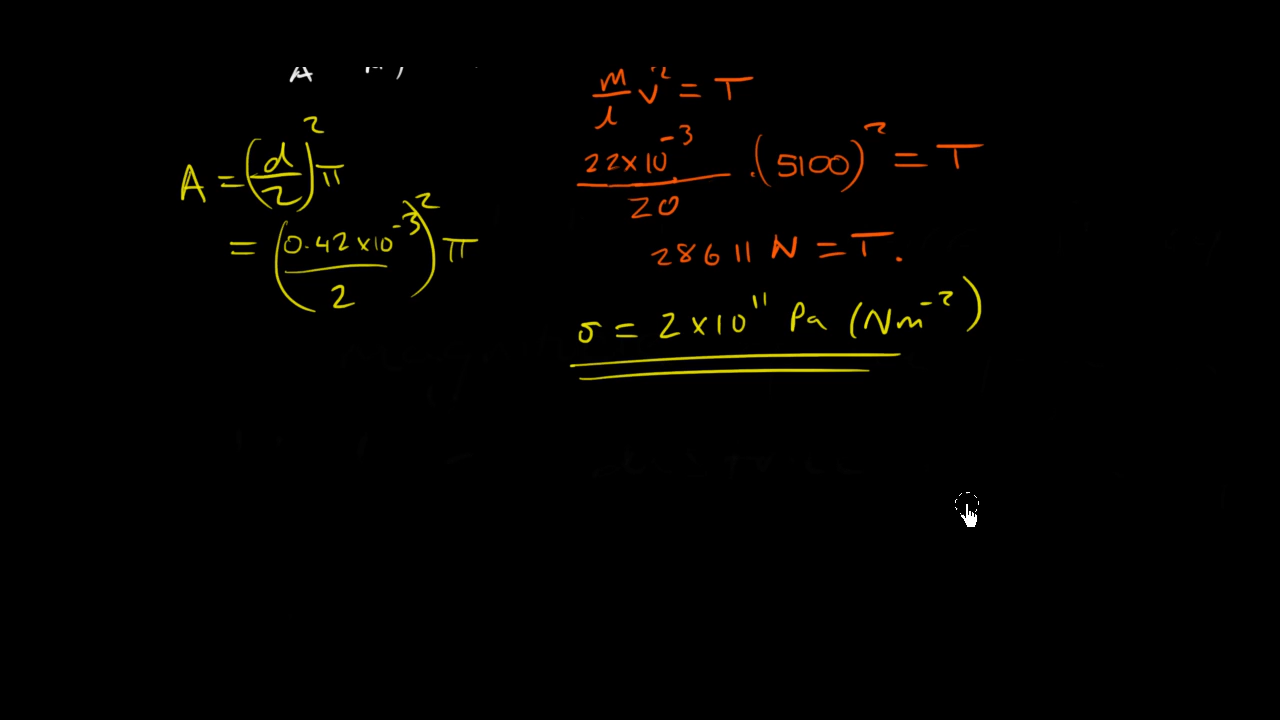 A
A = (d/2)² π
= (0.42×10⁻³/2)² π
m/l v² = T
22×10⁻³/20 . (5100)² = T
28611 N = T.
σ = 2×10¹¹ Pa (Nm⁻²)